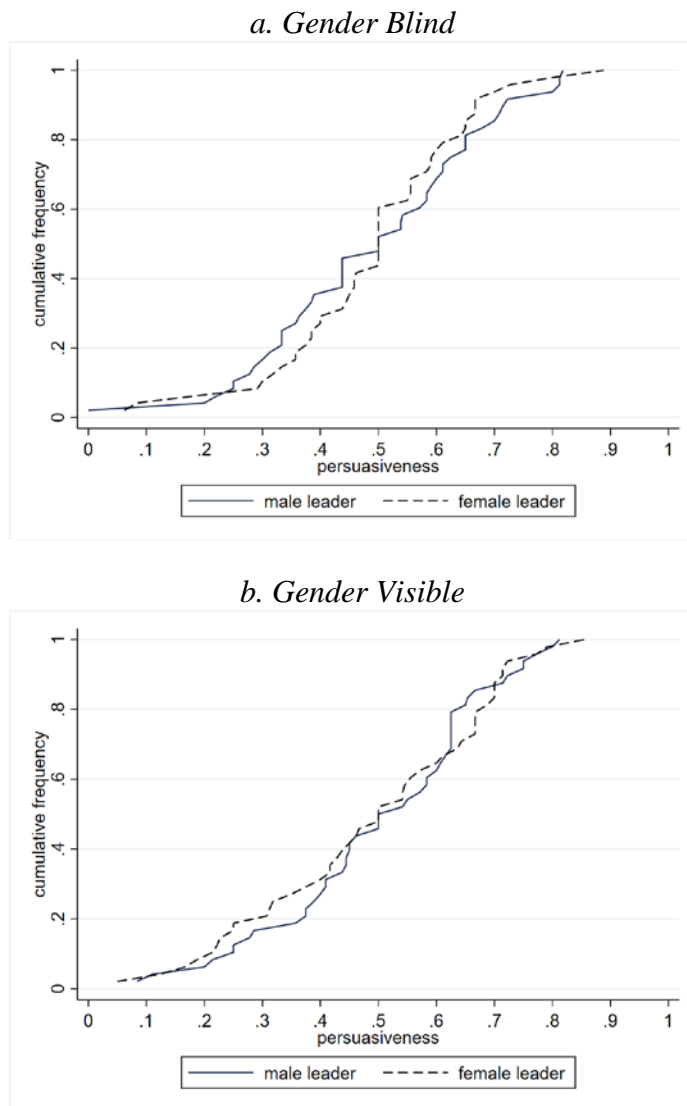 a. Gender Blind
cumulative frequency
1
.8
.6
.4
.2
0
0 .1 .2 .3 .4 .5 .6 .7 .8 .9 1
persuasiveness
male leader female leader
b. Gender Visible
cumulative frequency
1
.8
.6
.4
.2
0
0 .1 .2 .3 .4 .5 .6 .7 .8 .9 1
persuasiveness
male leader female leader